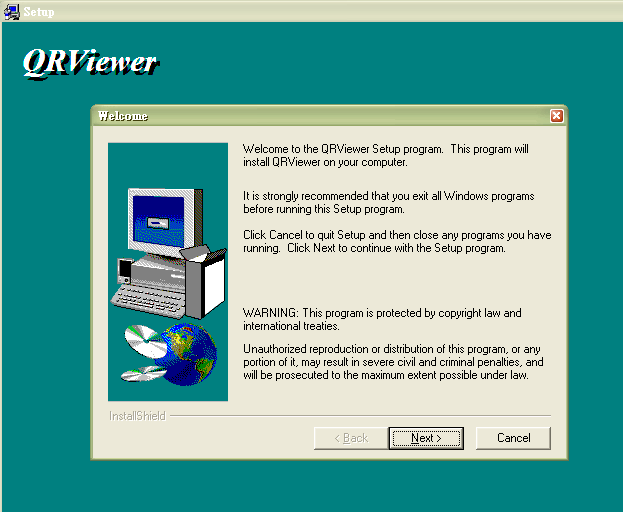 Setup
QRViewer
Welcome
Welcome to the QRViewer Setup program.  This program will
install QRViewer on your computer.
It is strongly recommended that you exit all Windows programs
before running this Setup program.
Click Cancel to quit Setup and then close any programs you have
running.  Click Next to continue with the Setup program.
WARNING: This program is protected by copyright law and
international treaties.
Unauthorized reproduction or distribution of this program, or any
portion of it, may result in severe civil and criminal penalties, and
will be prosecuted to the maximum extent possible under law.
InstallShield
< Back Next > Cancel